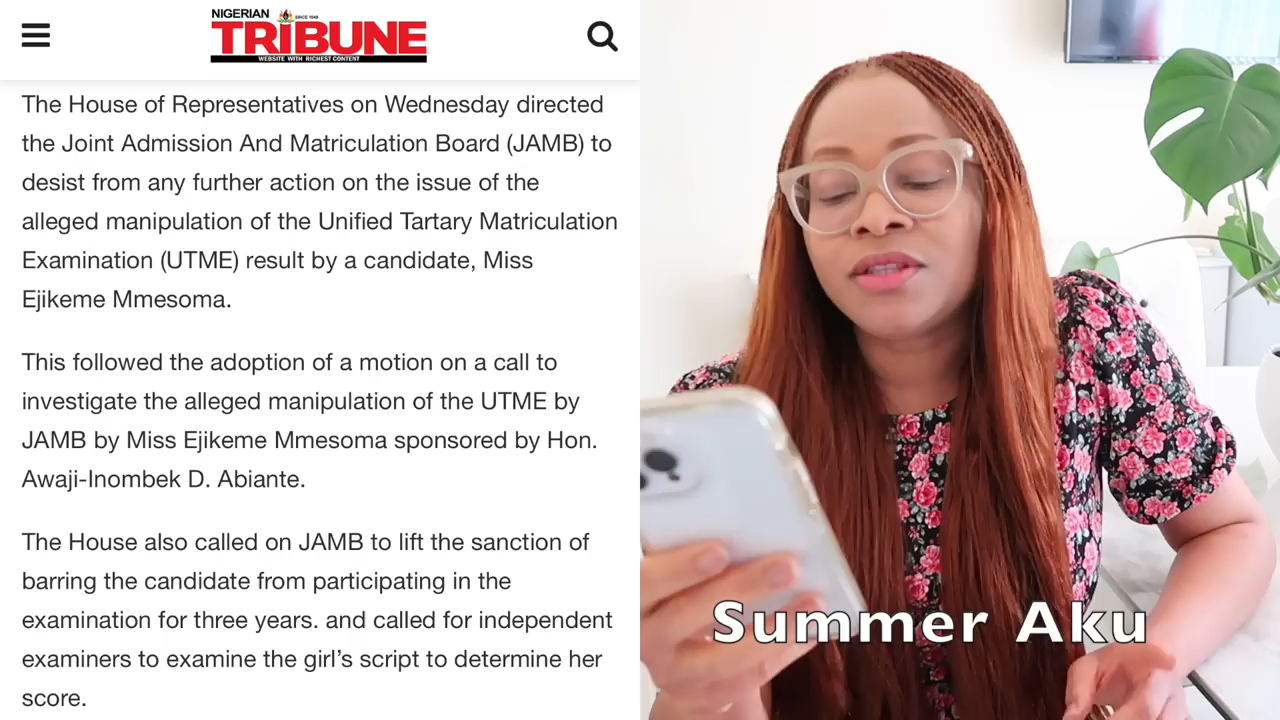 NIGERIAN
SINCE 1949
TRIBUNE
WEBSITE WITH RICHEST CONTENT
The House of Representatives on Wednesday directed
the Joint Admission And Matriculation Board (JAMB) to
desist from any further action on the issue of the
alleged manipulation of the Unified Tartary Matriculation
Examination (UTME) result by a candidate, Miss
Ejikeme Mmesoma.
This followed the adoption of a motion on a call to
investigate the alleged manipulation of the UTME by
JAMB by Miss Ejikeme Mmesoma sponsored by Hon.
Awaji-Inombek D. Abiante.
The House also called on JAMB to lift the sanction of
barring the candidate from participating in the
examination for three years. and called for independent
examiners to examine the girl’s script to determine her
score.
Summer Aku